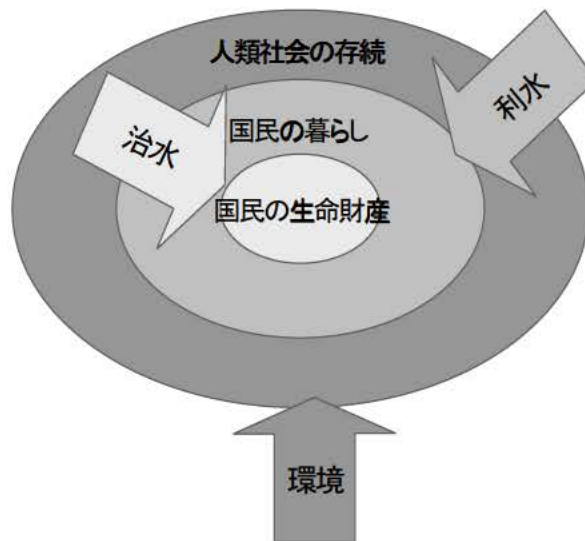 人類社会の存続
利水
治水
国民の暮らし
国民の生命財産
環境